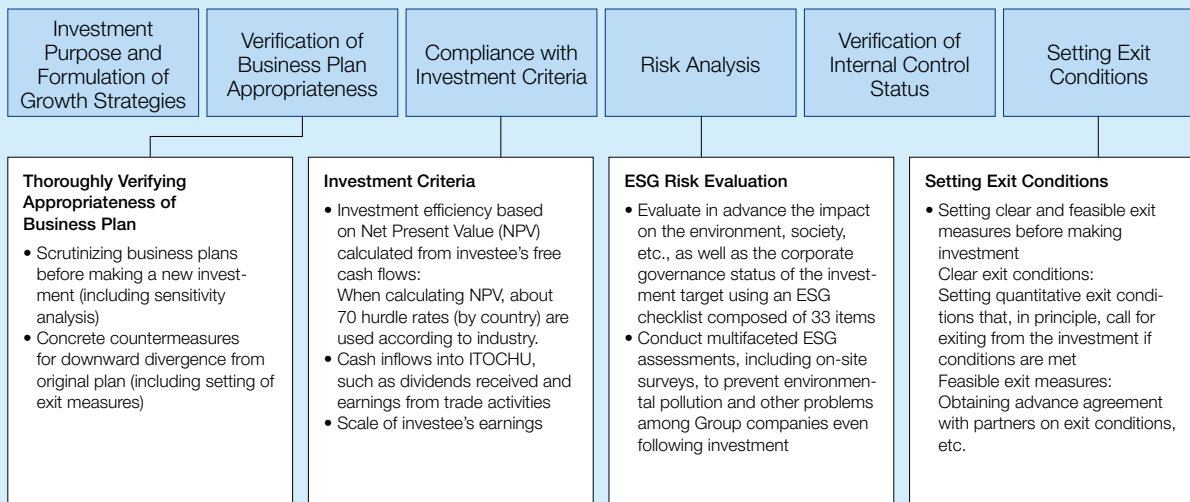 Investment
Purpose and
Formulation of
Growth Strategies
Verification of
Business Plan
Appropriateness
Compliance with
Investment Criteria
Risk Analysis
Verification of
Internal Control
Status
Setting Exit
Conditions
Thoroughly Verifying
Appropriateness of
Business Plan
• Scrutinizing business plans
before making a new invest-
ment (including sensitivity
analysis)
• Concrete countermeasures
for downward divergence from
original plan (including setting of
exit measures)
Investment Criteria
• Investment efficiency based
on Net Present Value (NPV)
calculated from investee’s free
cash flows:
When calculating NPV, about
70 hurdle rates (by country) are
used according to industry.
• Cash inflows into ITOCHU,
such as dividends received and
earnings from trade activities
• Scale of investee’s earnings
ESG Risk Evaluation
• Evaluate in advance the impact
on the environment, society,
etc., as well as the corporate
governance status of the invest-
ment target using an ESG
checklist composed of 33 items
• Conduct multifaceted ESG
assessments, including on-site
surveys, to prevent environmen-
tal pollution and other problems
among Group companies even
following investment
Setting Exit Conditions
• Setting clear and feasible exit
measures before making
investment
Clear exit conditions:
Setting quantitative exit condi-
tions that, in principle, call for
exiting from the investment if
conditions are met
Feasible exit measures:
Obtaining advance agreement
with partners on exit conditions,
etc.